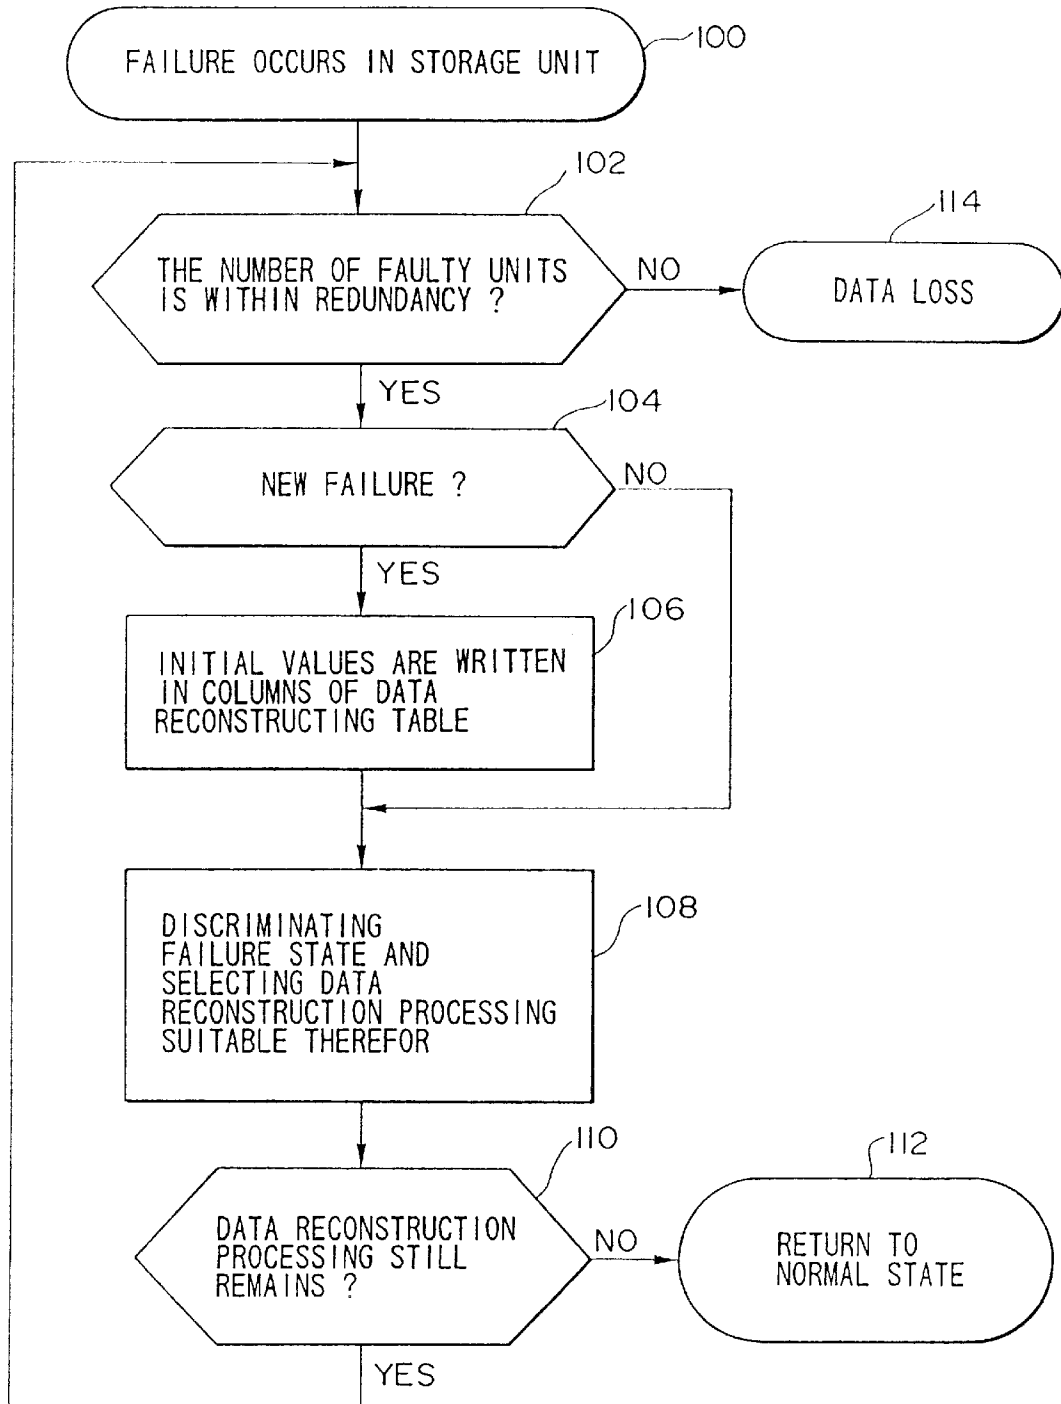 FAILURE OCCURS IN STORAGE UNIT
100
102
THE NUMBER OF FAULTY UNITS
IS WITHIN REDUNDANCY ?
NO
114
DATA LOSS
YES
104
NEW FAILURE ?
NO
YES
106
INITIAL VALUES ARE WRITTEN
IN COLUMNS OF DATA
RECONSTRUCTING TABLE
108
DISCRIMINATING
FAILURE STATE AND
SELECTING DATA
RECONSTRUCTION PROCESSING
SUITABLE THEREFOR
110
DATA RECONSTRUCTION
PROCESSING STILL
REMAINS ?
NO
112
RETURN TO
NORMAL STATE
YES